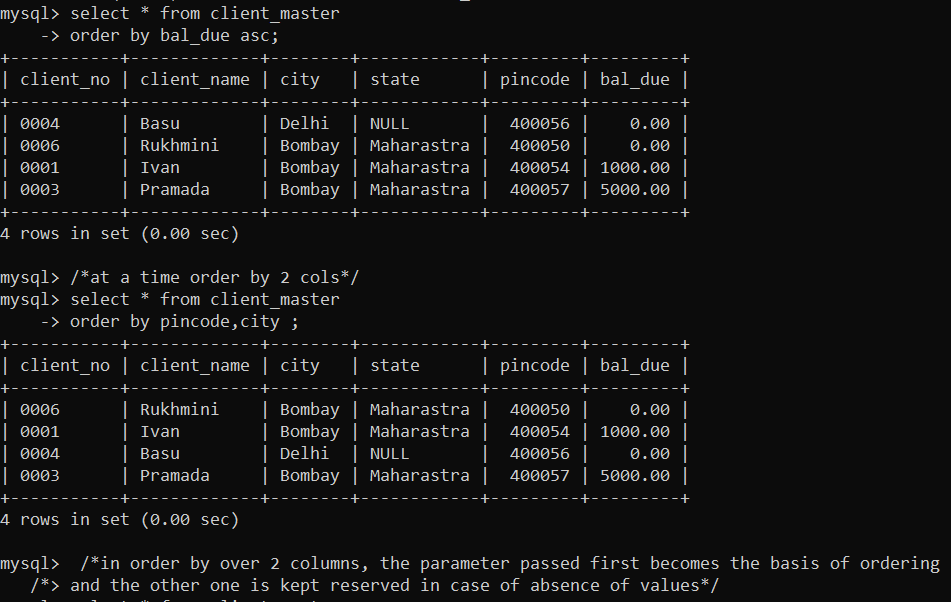 mysql> select * from client_master
    -> order by bal_due asc;
+-----------+-------------+--------+------------+---------+---------+
| client_no | client_name | city   | state      | pincode | bal_due |
+-----------+-------------+--------+------------+---------+---------+
| 0004      | Basu        | Delhi  | NULL       |  400056 |    0.00 |
| 0006      | Rukhmini    | Bombay | Maharastra |  400050 |    0.00 |
| 0001      | Ivan        | Bombay | Maharastra |  400054 | 1000.00 |
| 0003      | Pramada     | Bombay | Maharastra |  400057 | 5000.00 |
+-----------+-------------+--------+------------+---------+---------+
4 rows in set (0.00 sec)

mysql> /*at a time order by 2 cols*/
mysql> select * from client_master
    -> order by pincode,city ;
+-----------+-------------+--------+------------+---------+---------+
| client_no | client_name | city   | state      | pincode | bal_due |
+-----------+-------------+--------+------------+---------+---------+
| 0006      | Rukhmini    | Bombay | Maharastra |  400050 |    0.00 |
| 0001      | Ivan        | Bombay | Maharastra |  400054 | 1000.00 |
| 0004      | Basu        | Delhi  | NULL       |  400056 |    0.00 |
| 0003      | Pramada     | Bombay | Maharastra |  400057 | 5000.00 |
+-----------+-------------+--------+------------+---------+---------+
4 rows in set (0.00 sec)

mysql>  /*in order by over 2 columns, the parameter passed first becomes the basis of ordering
   /*> and the other one is kept reserved in case of absence of values*/